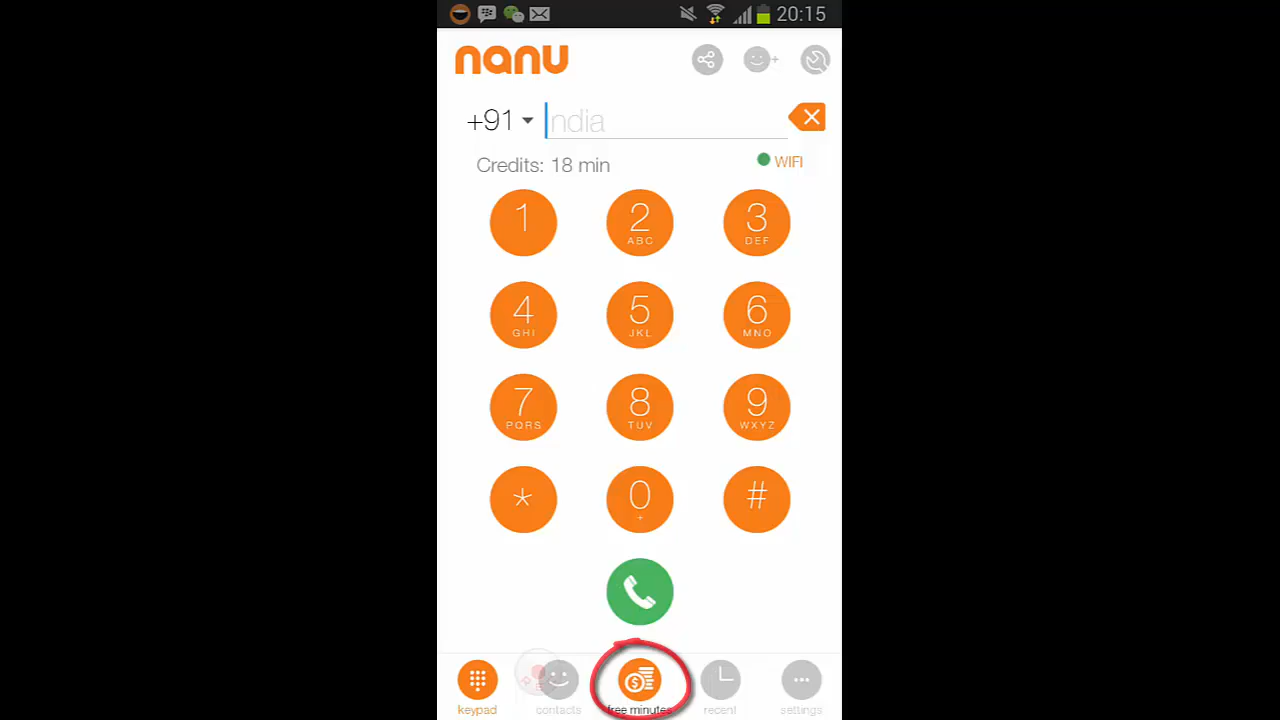 20:15
nanu
+91 India
Credits: 18 min WIFI
1 2 3
ABC DEF
4 5 6
GHI JKL MNO
7 8 9
PQRS TUV WXYZ
* 0 #
+
keypad contacts free minutes recent settings